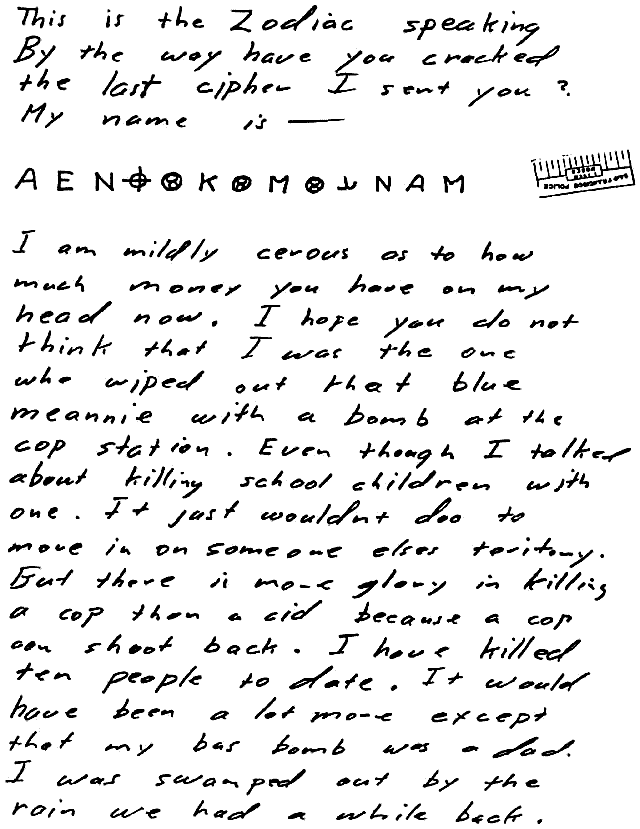 This is the Zodiac speaking
By the way have you cracked
the last cipher I sent you ?
My name is —
A E N ⌖ ⑧ K ⑧ M ⑧ ⅄ N A M
SAN FRANCISCO POLICE
I am mildly cerous as to how
much money you have on my
head now. I hope you do not
think that I was the one
who wiped out that blue
meannie with a bomb at the
cop station. Even though I talked
about killing school children with
one. It just wouldnt doo to
move in on someone elses teritory.
But there is more glory in killing
a cop than a cid because a cop
can shoot back. I have killed
ten people to date. It would
have been a lot more except
that my bus bomb was a dud.
I was swamped out by the
rain we had a while back.